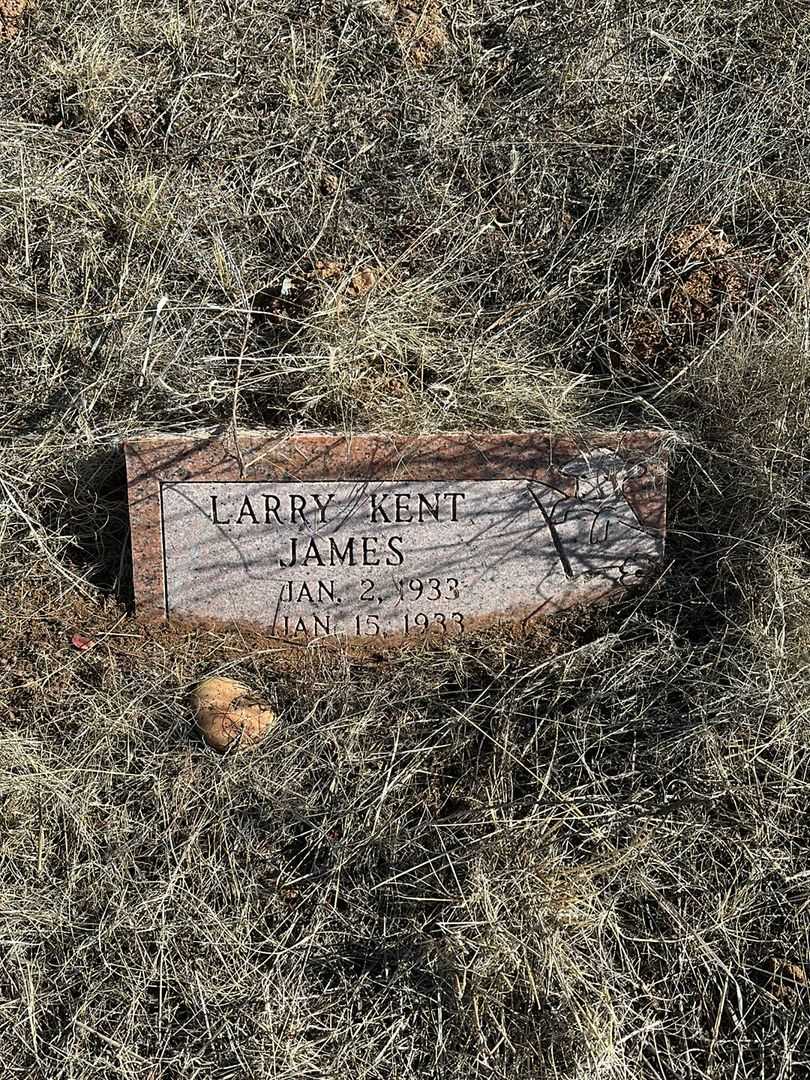 LARRY KENT
JAMES
JAN. 2, 1933
JAN. 15, 1933